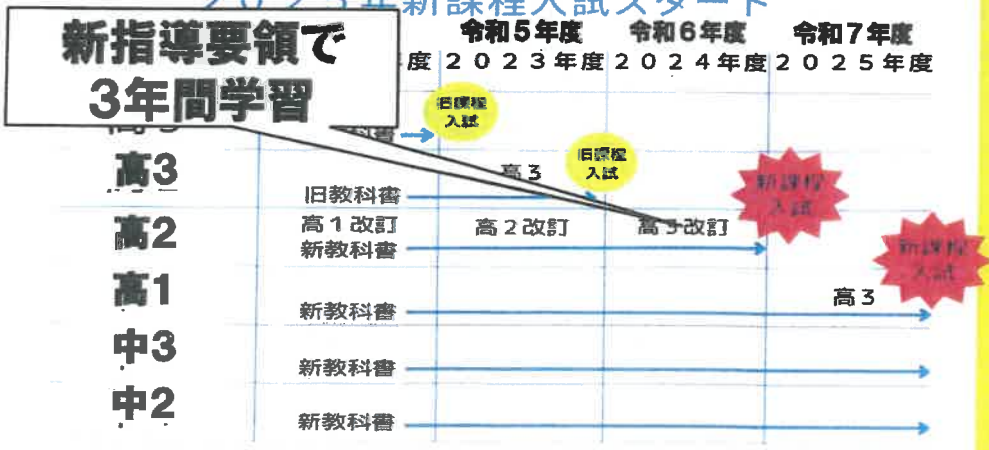 2025年新課程入試スタート
新指導要領で
3年間学習
令和5年度
令和6年度
令和7年度
度
2023年度
2024年度
2025年度
旧課程
入試
書
高3
高3
旧課程
入試
旧教科書
新課程
入試
高2
高1改訂
高2改訂
高3改訂
新教科書
新課程
入試
高1
高3
新教科書
中3
新教科書
中2
新教科書